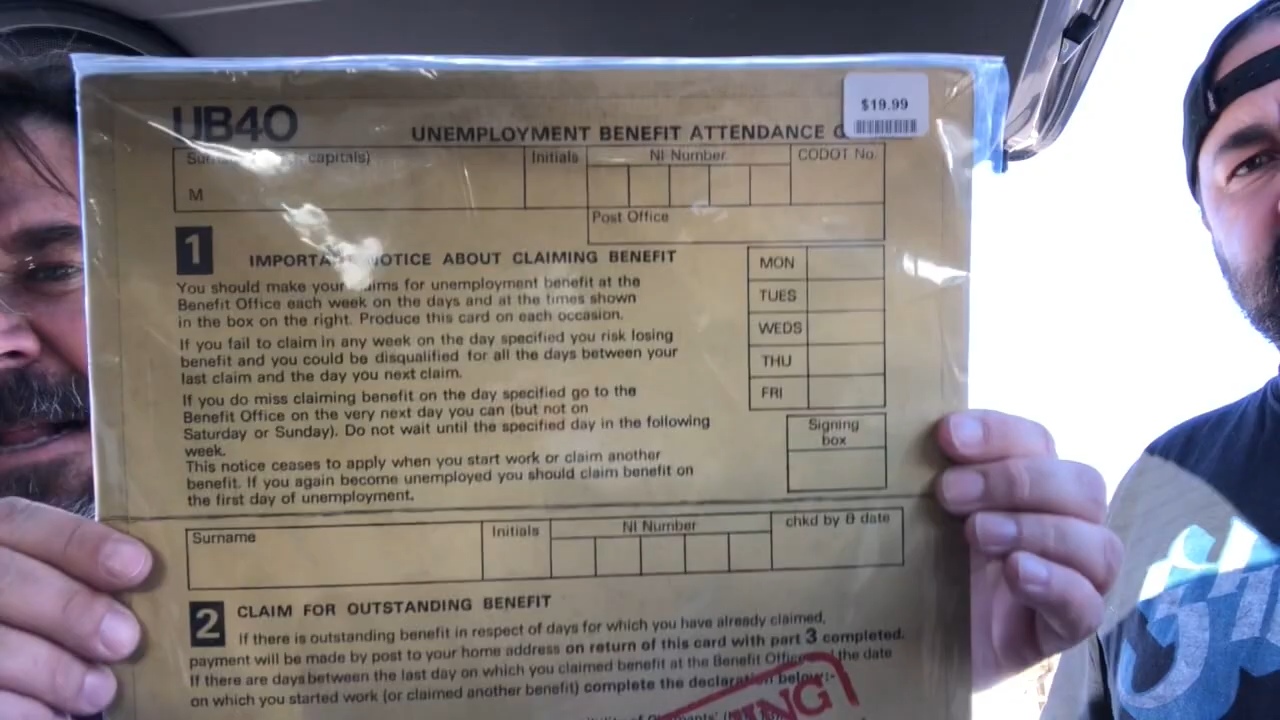 $19.99
UB40
UNEMPLOYMENT BENEFIT ATTENDANCE
capitals)
Initials
NI Number
CODOT No.
M
Post Office
1
NOTICE ABOUT CLAIMING BENEFIT
You should make your claims for unemployment benefit at the
Benefit Office each week on the days and at the times shown
in the box on the right. Produce this card on each occasion.
If you fail to claim in any week on the day specified you risk losing
benefit and you could be disqualified for all the days between your
last claim and the day you next claim.
If you do miss claiming benefit on the day specified go to the
Benefit Office on the very next day you can (but not on
Saturday or Sunday). Do not wait until the specified day in the following
week.
This notice ceases to apply when you start work or claim another
benefit. If you again become unemployed you should claim benefit on
the first day of unemployment.
MON
TUES
WEDS
THU
FRI
Signing
box
Surname
Initials
NI Number
chkd by & date
2
CLAIM FOR OUTSTANDING BENEFIT
If there is outstanding benefit in respect of days for which you have already claimed,
payment will be made by post to your home address on return of this card with part 3 completed.
If there are days between the last day on which you claimed benefit at the Benefit Office and the date
on which you started work (or claimed another benefit) complete the declaration below:-